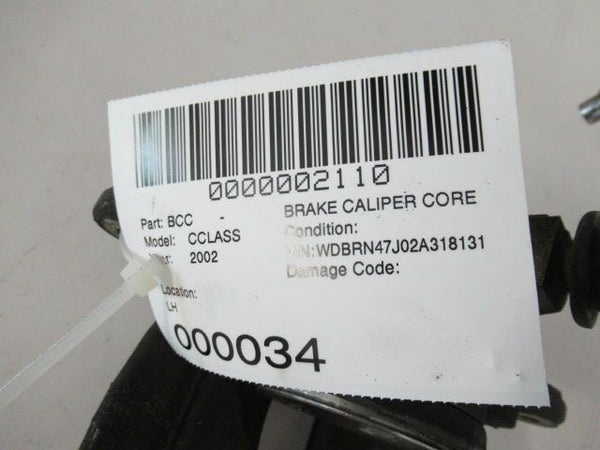 0000002110
Part: BCC - BRAKE CALIPER CORE
Model: CCLASS Condition:
2002 VIN:WDBRN47J02A318131
Damage Code:
Location:
LH
000034